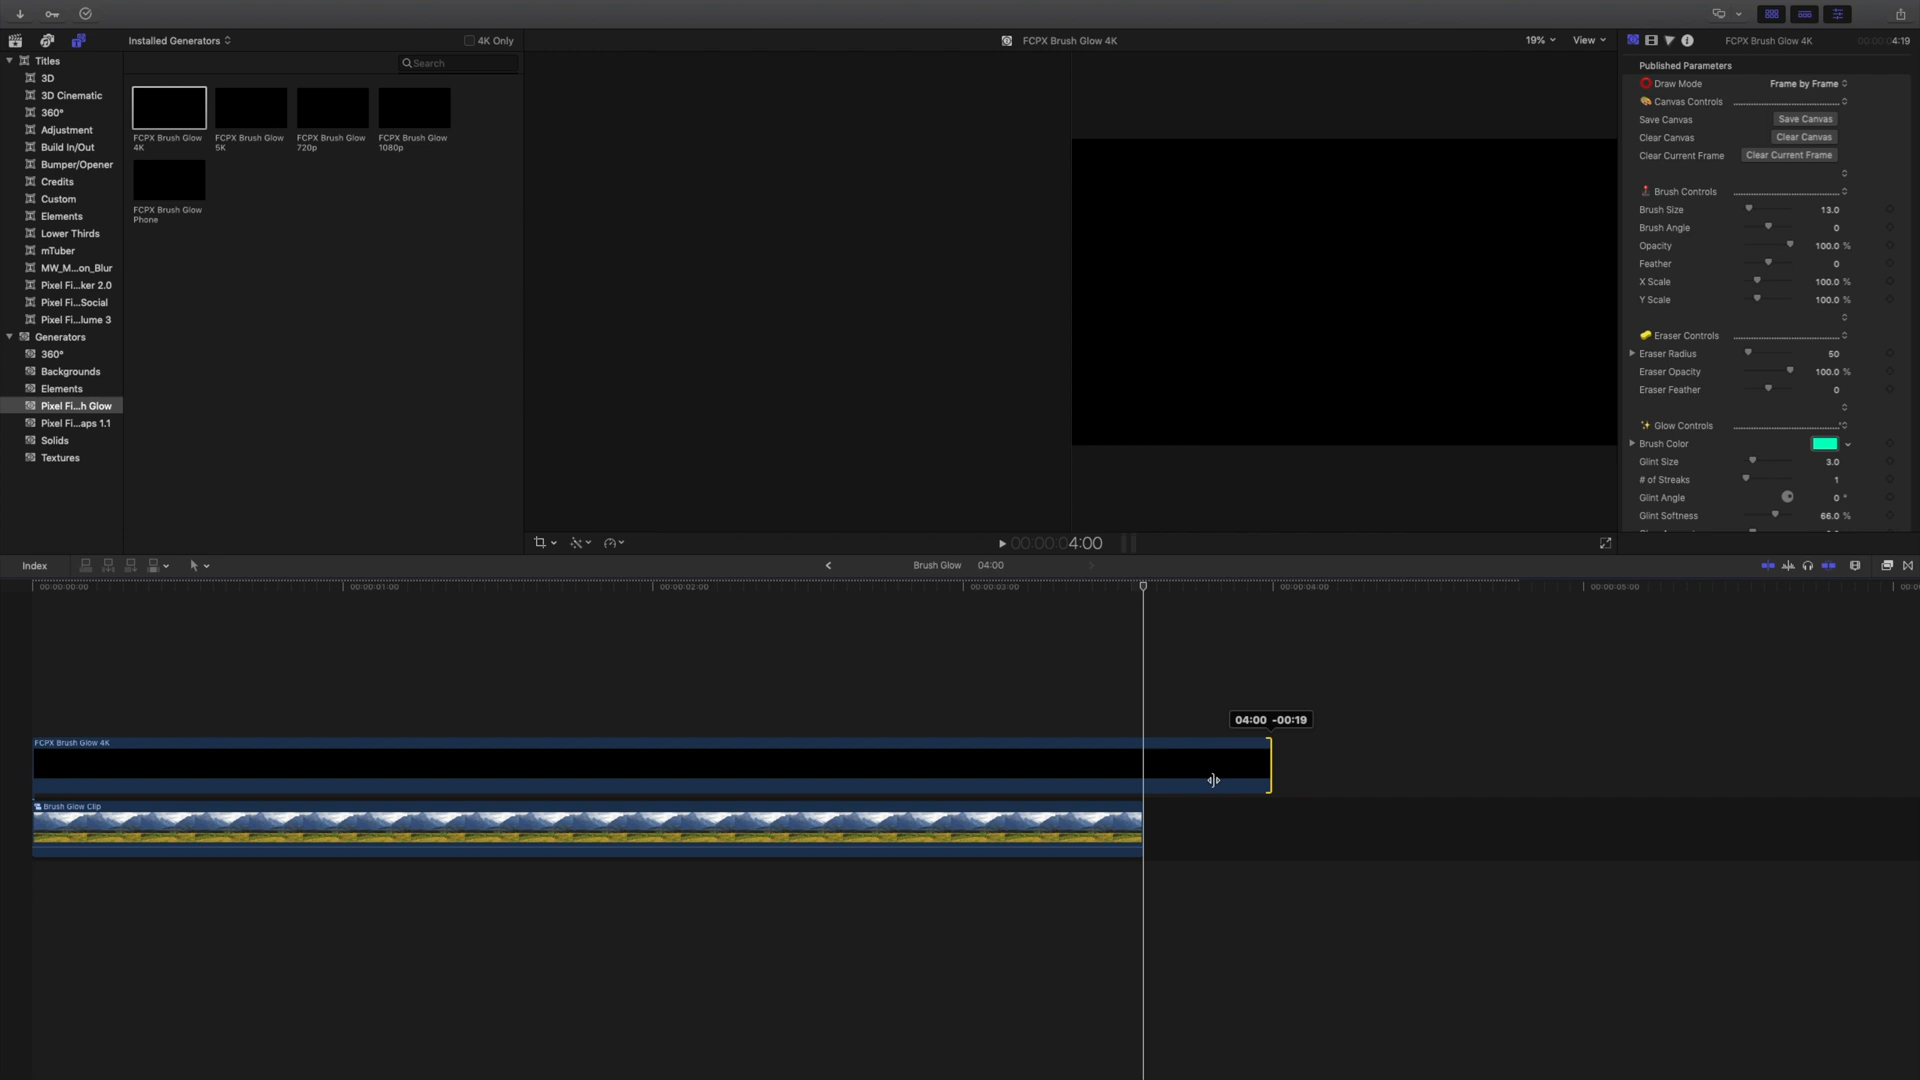 Installed Generators
4K Only
FCPX Brush Glow 4K
19%
View
FCPX Brush Glow 4K
4:19
Titles
3D
3D Cinematic
360°
Adjustment
Build In/Out
Bumper/Opener
Credits
Custom
Elements
Lower Thirds
mTuber
MW_M...on_Blur
Pixel Fi...ker 2.0
Pixel Fi...Social
Pixel Fi...lume 3
Generators
360°
Backgrounds
Elements
Pixel Fi...h Glow
Pixel Fi...aps 1.1
Solids
Textures
Search
FCPX Brush Glow
4K
FCPX Brush Glow
5K
FCPX Brush Glow
720p
FCPX Brush Glow
1080p
FCPX Brush Glow
Phone
Published Parameters
Draw Mode Frame by Frame
Canvas Controls
Save Canvas Save Canvas
Clear Canvas Clear Canvas
Clear Current Frame Clear Current Frame
Brush Controls
Brush Size 13.0
Brush Angle 0
Opacity 100.0 %
Feather 0
X Scale 100.0 %
Y Scale 100.0 %
Eraser Controls
Eraser Radius 50
Eraser Opacity 100.0 %
Eraser Feather 0
Glow Controls
Brush Color
Glint Size 3.0
# of Streaks 1
Glint Angle 0 °
Glint Softness 66.0 %
00:00:04:00
Index
Brush Glow 04:00
00:00:00:00
00:00:01:00
00:00:02:00
00:00:03:00
00:00:04:00
00:00:05:00
04:00 -00:19
FCPX Brush Glow 4K
Brush Glow Clip